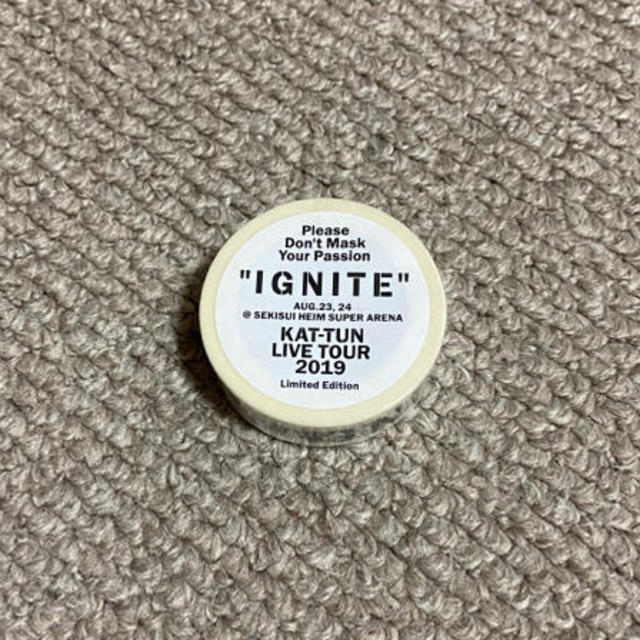 Please
Don't Mask
Your Passion
"IGNITE"
AUG.23, 24
@ SEKISUI HEIM SUPER ARENA
KAT-TUN
LIVE TOUR
2019
Limited Edition